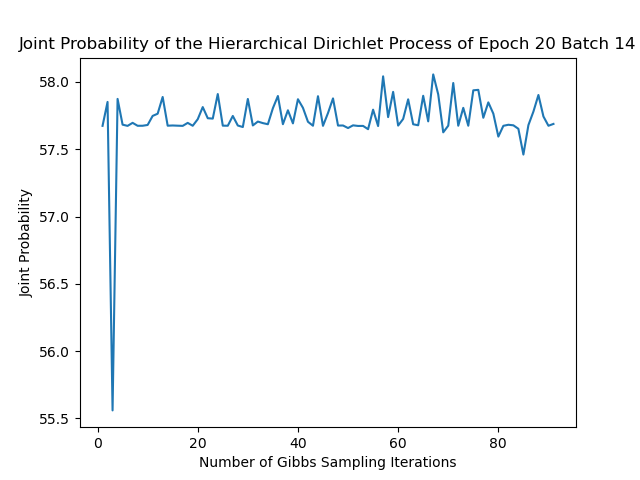 Joint Probability of the Hierarchical Dirichlet Process of Epoch 20 Batch 14
58.0
57.5
57.0
56.5
56.0
55.5
Joint Probability
0 20 40 60 80
Number of Gibbs Sampling Iterations